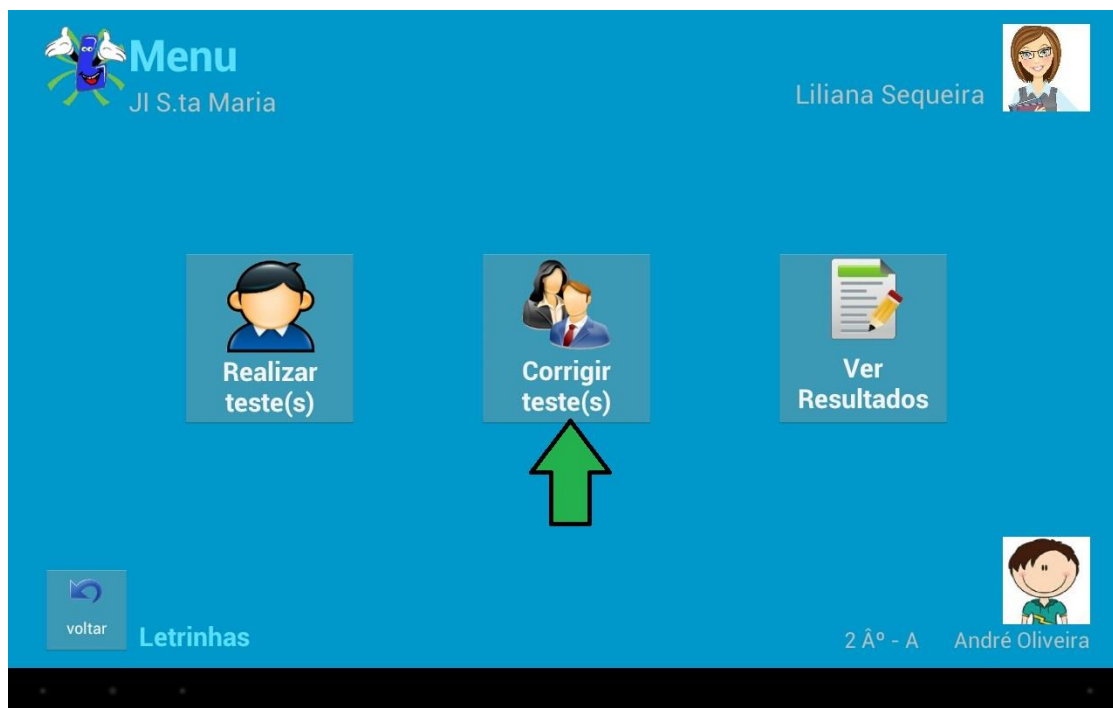 Menu
JI S.ta Maria
Liliana Sequeira
Realizar
teste(s)
Corrigir
teste(s)
Ver
Resultados
voltar
Letrinhas
2 Âº - A
André Oliveira